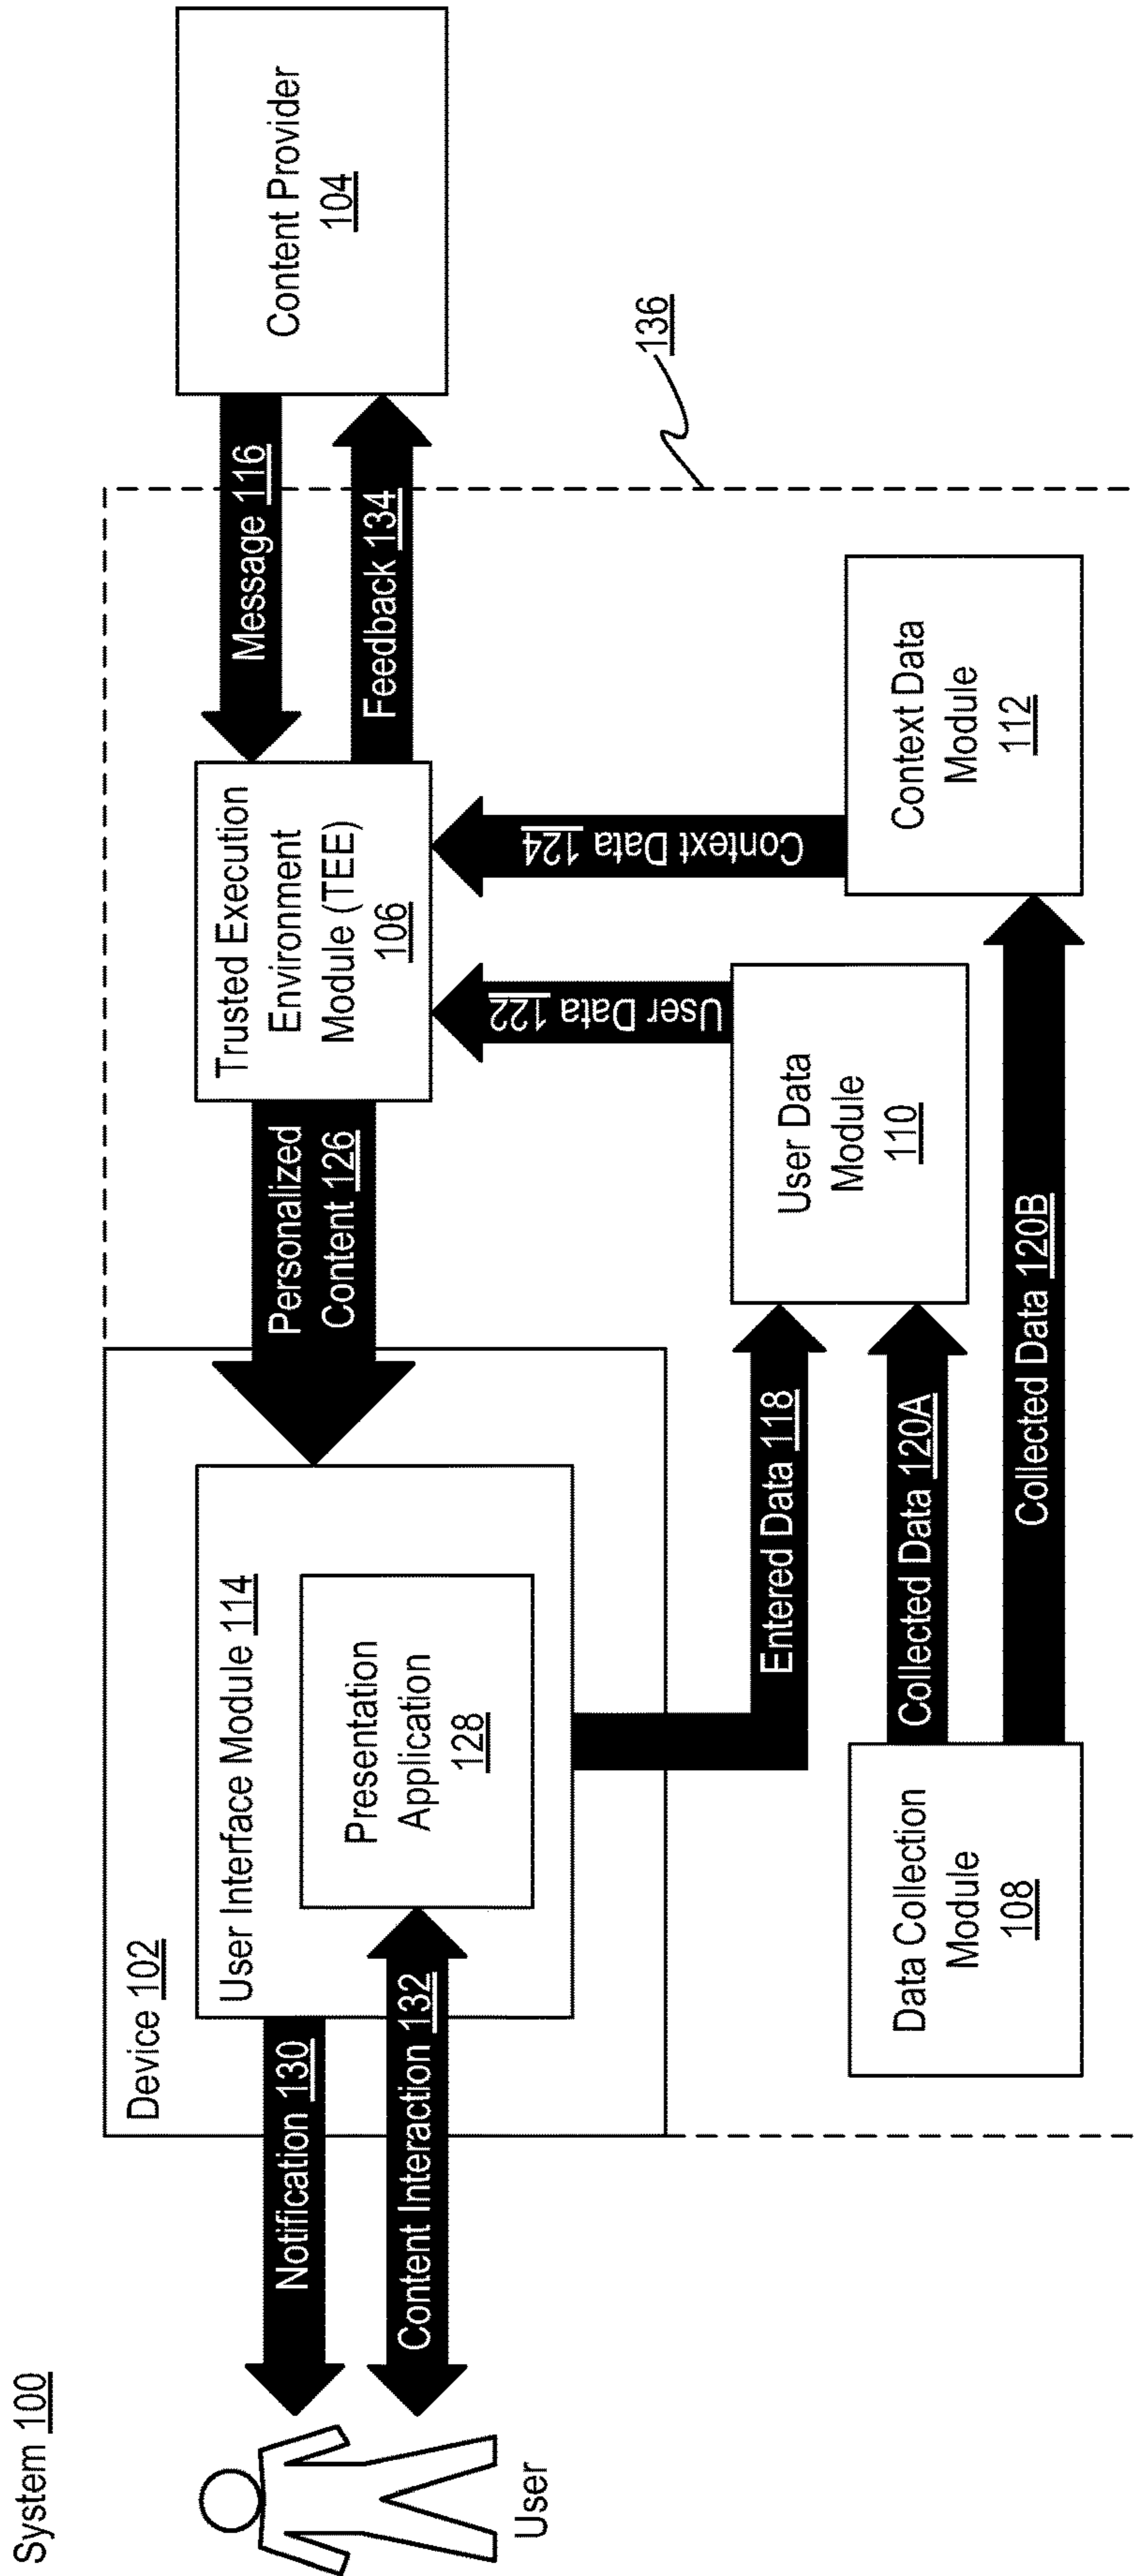 System 100
Device 102
User Interface Module 114
Presentation
Application
128
Notification 130
Content Interaction 132
User
Personalized
Content 126
Trusted Execution
Environment
Module (TEE)
106
Message 116
Feedback 134
Content Provider
104
136
Entered Data 118
User Data 122
Context Data 124
User Data
Module
110
Context Data
Module
112
Collected Data 120A
Collected Data 120B
Data Collection
Module
108